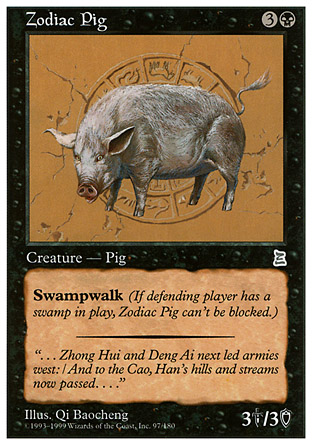 Zodiac Pig 3
Creature — Pig
Swampwalk (If defending player has a
swamp in play, Zodiac Pig can't be blocked.)
“. . . Zhong Hui and Deng Ai next led armies
west: / And to the Cao, Han's hills and streams
now passed. . . .”
Illus. Qi Baocheng
©1993-1999 Wizards of the Coast, Inc. 97/180
3/3